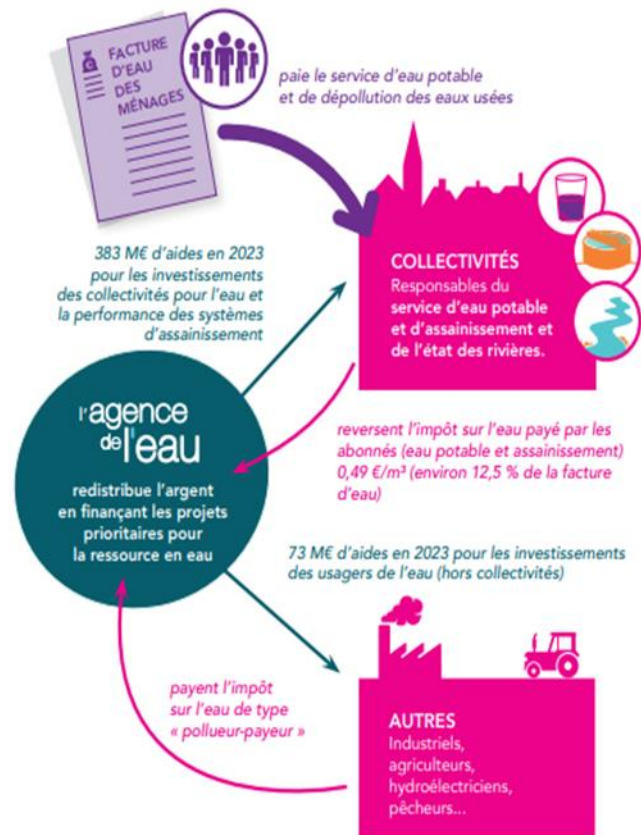 FACTURE
D'EAU
DES
MÉNAGES
paie le service d'eau potable
et de dépollution des eaux usées
383 M€ d'aides en 2023
pour les investissements
des collectivités pour l'eau et
la performance des systèmes
d'assainissement
COLLECTIVITÉS
Responsables du
service d'eau potable
et d'assainissement et
de l'état des rivières.
l'agence
de l'eau
redistribue l'argent
en finançant les projets
prioritaires pour
la ressource en eau
reversent l'impôt sur l'eau payé par les
abonnés (eau potable et assainissement)
0,49 €/m³ (environ 12,5 % de la facture
d'eau)
73 M€ d'aides en 2023 pour les investissements
des usagers de l'eau (hors collectivités)
payent l'impôt
sur l'eau de type
« pollueur-payeur »
AUTRES
Industriels,
agriculteurs,
hydroélectriciens,
pêcheurs...